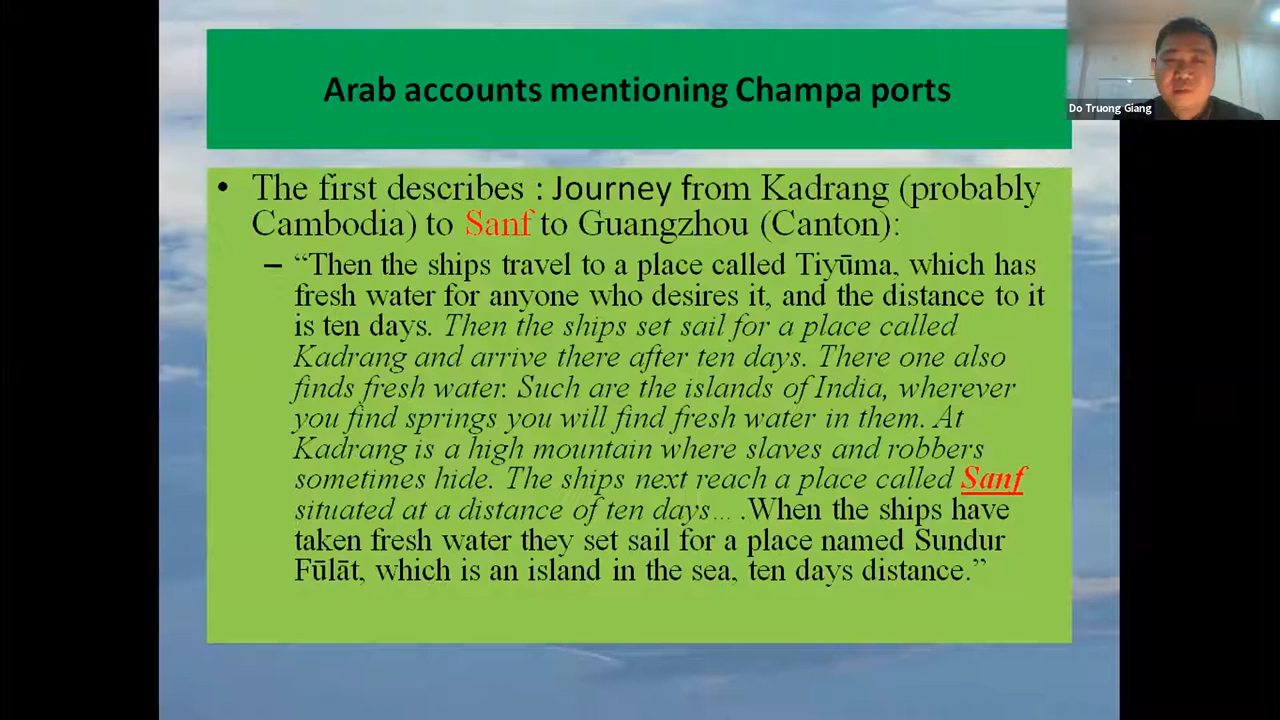 Arab accounts mentioning Champa ports
Do Truong Giang
• The first describes : Journey from Kadrang (probably
Cambodia) to Sanf to Guangzhou (Canton):
– “Then the ships travel to a place called Tiyūma, which has
fresh water for anyone who desires it, and the distance to it
is ten days. Then the ships set sail for a place called
Kadrang and arrive there after ten days. There one also
finds fresh water. Such are the islands of India, wherever
you find springs you will find fresh water in them. At
Kadrang is a high mountain where slaves and robbers
sometimes hide. The ships next reach a place called Sanf
situated at a distance of ten days… .When the ships have
taken fresh water they set sail for a place named Sundur
Fūlāt, which is an island in the sea, ten days distance.”